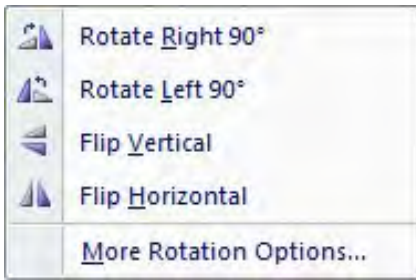 Rotate Right 90°
Rotate Left 90°
Flip Vertical
Flip Horizontal
More Rotation Options...